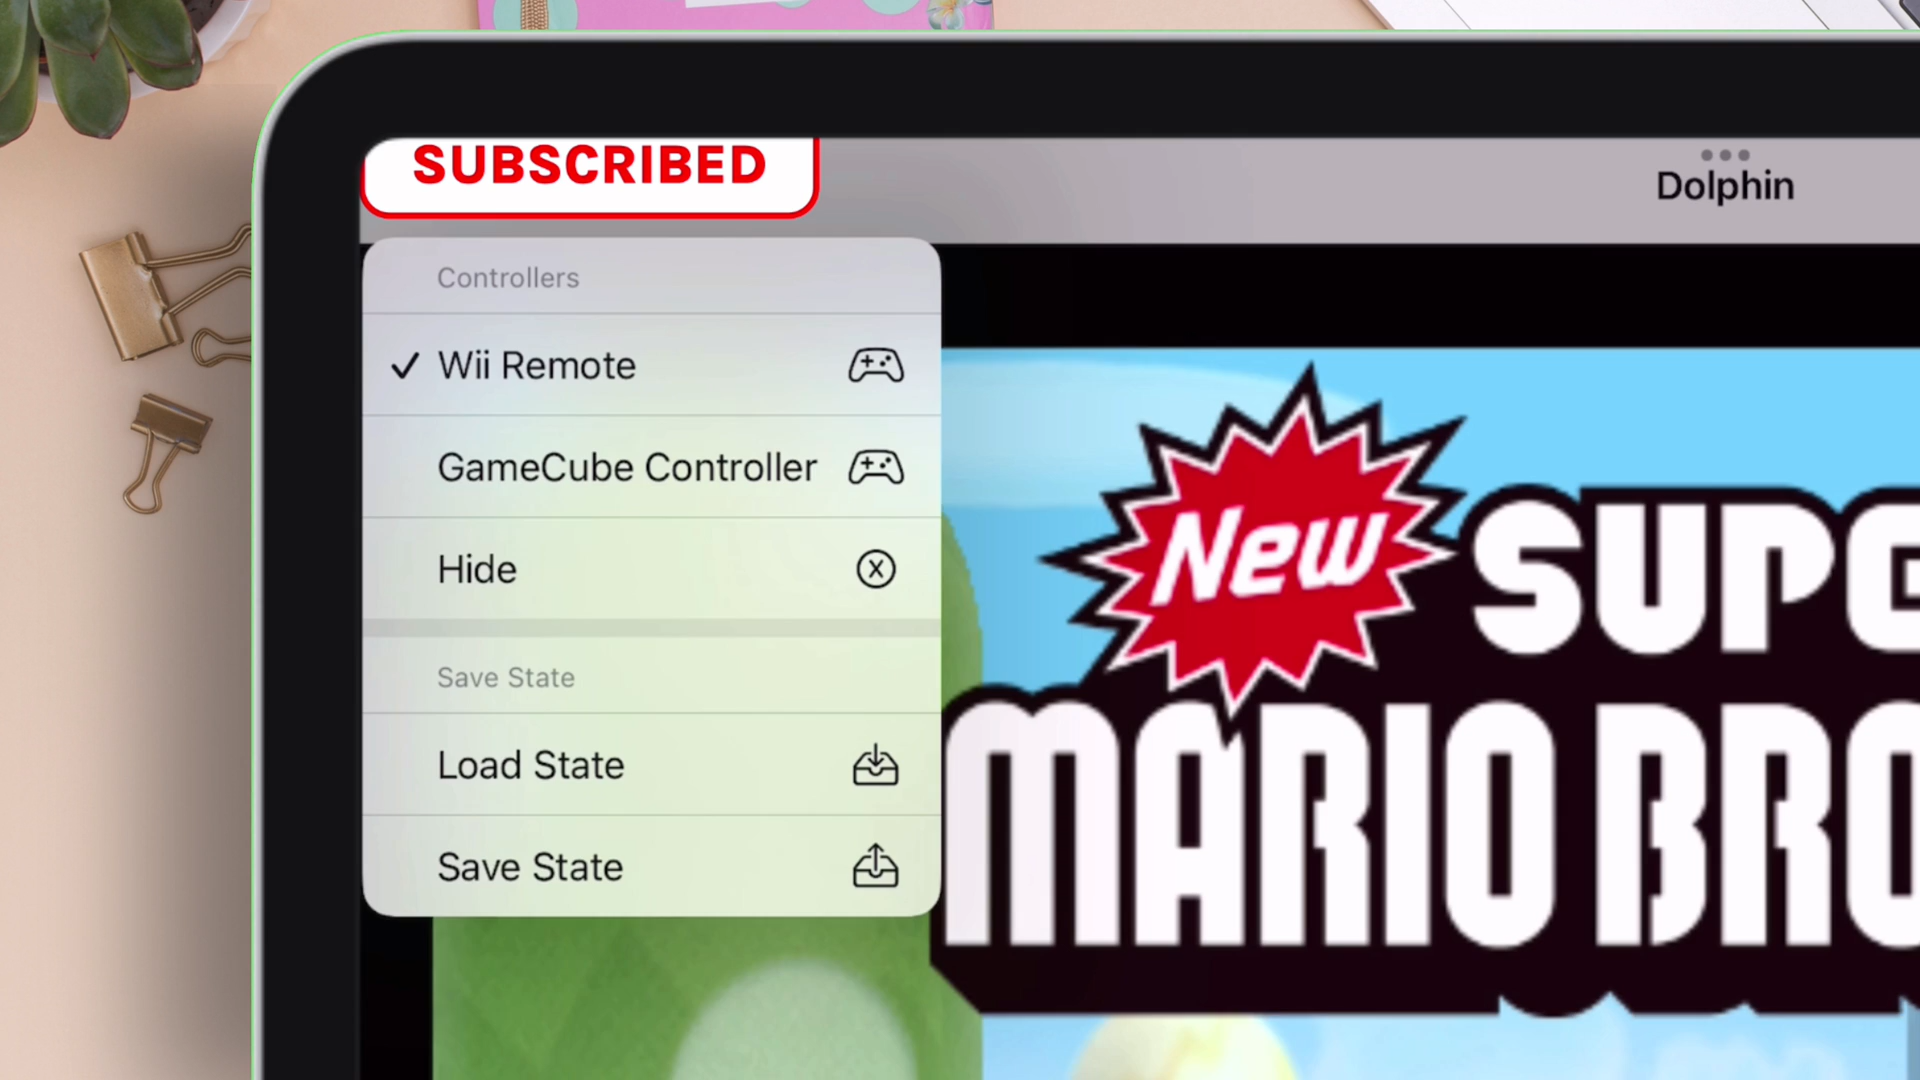 SUBSCRIBED
Dolphin
Controllers
Wii Remote
GameCube Controller
Hide
Save State
Load State
Save State
New SUPE
MARIO BRO